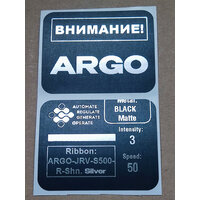 ВНИМАНИЕ!
ARGO
AUTOMATE
REGULATE
GENERATE
OPERATE
Metal:
BLACK
Matte
Intensity:
3
Ribbon:
ARGO-JRV-S500-
R-Shn. Silver
Speed:
50